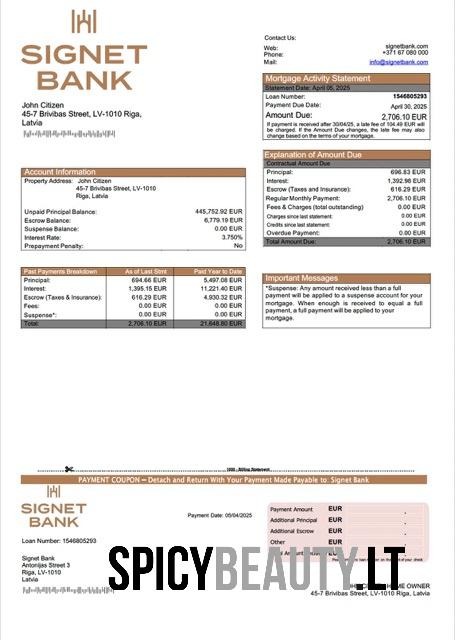 SIGNET
BANK
John Citizen
45-7 Brivibas Street, LV-1010 Riga,
Latvia
Contact Us:
Web: signetbank.com
Phone: +371 67 080 000
Mail: info@signetbank.com
Mortgage Activity Statement
Statement Date: April 05, 2025
Loan Number: 1546805293
Payment Due Date: April 30, 2025
Amount Due: 2,706.10 EUR
If payment is received after 30/04/25, a late fee of 104.49 EUR will
be charged. If the Amount Due changes, the late fee may also
change based on the terms of your mortgage.
Account Information
Property Address: John Citizen
45-7 Brivibas Street, LV-1010
Riga, Latvia
Unpaid Principal Balance: 445,752.92 EUR
Escrow Balance: 6,779.19 EUR
Suspense Balance: 0.00 EUR
Interest Rate: 3.750%
Prepayment Penalty: No
Explanation of Amount Due
Contractual Amount Due
Principal: 696.83 EUR
Interest: 1,392.98 EUR
Escrow (Taxes and Insurance): 616.29 EUR
Regular Monthly Payment: 2,706.10 EUR
Fees & Charges (total outstanding) 0.00 EUR
Charges since last statement: 0.00 EUR
Credits since last statement: 0.00 EUR
Overdue Payment: 0.00 EUR
Total Amount Due: 2,706.10 EUR
Past Payments Breakdown As of Last Stmt Paid Year to Date
Principal: 694.66 EUR 5,497.08 EUR
Interest: 1,395.15 EUR 11,221.40 EUR
Escrow (Taxes & Insurance): 616.29 EUR 4,930.32 EUR
Fees: 0.00 EUR 0.00 EUR
Suspense*: 0.00 EUR 0.00 EUR
Total: 2,706.10 EUR 21,648.80 EUR
Important Messages
*Suspense: Any amount received less than a full
payment will be applied to a suspense account for your
mortgage. When enough is received to equal a full
payment, a full payment will be applied to your
mortgage.
PAYMENT COUPON – Detach and Return With Your Payment Made Payable to: Signet Bank
SIGNET
BANK
Payment Date: 05/04/2025
Loan Number: 1546805293
Signet Bank
Antonijas Street 3
Riga, LV-1010
Latvia
Payment Amount EUR
Additional Principal EUR
Additional Escrow EUR
Other EUR
SPICYBEAUTY.LT
HOME OWNER
45-7 Brivibas Street, LV-1010 Riga, Latvia